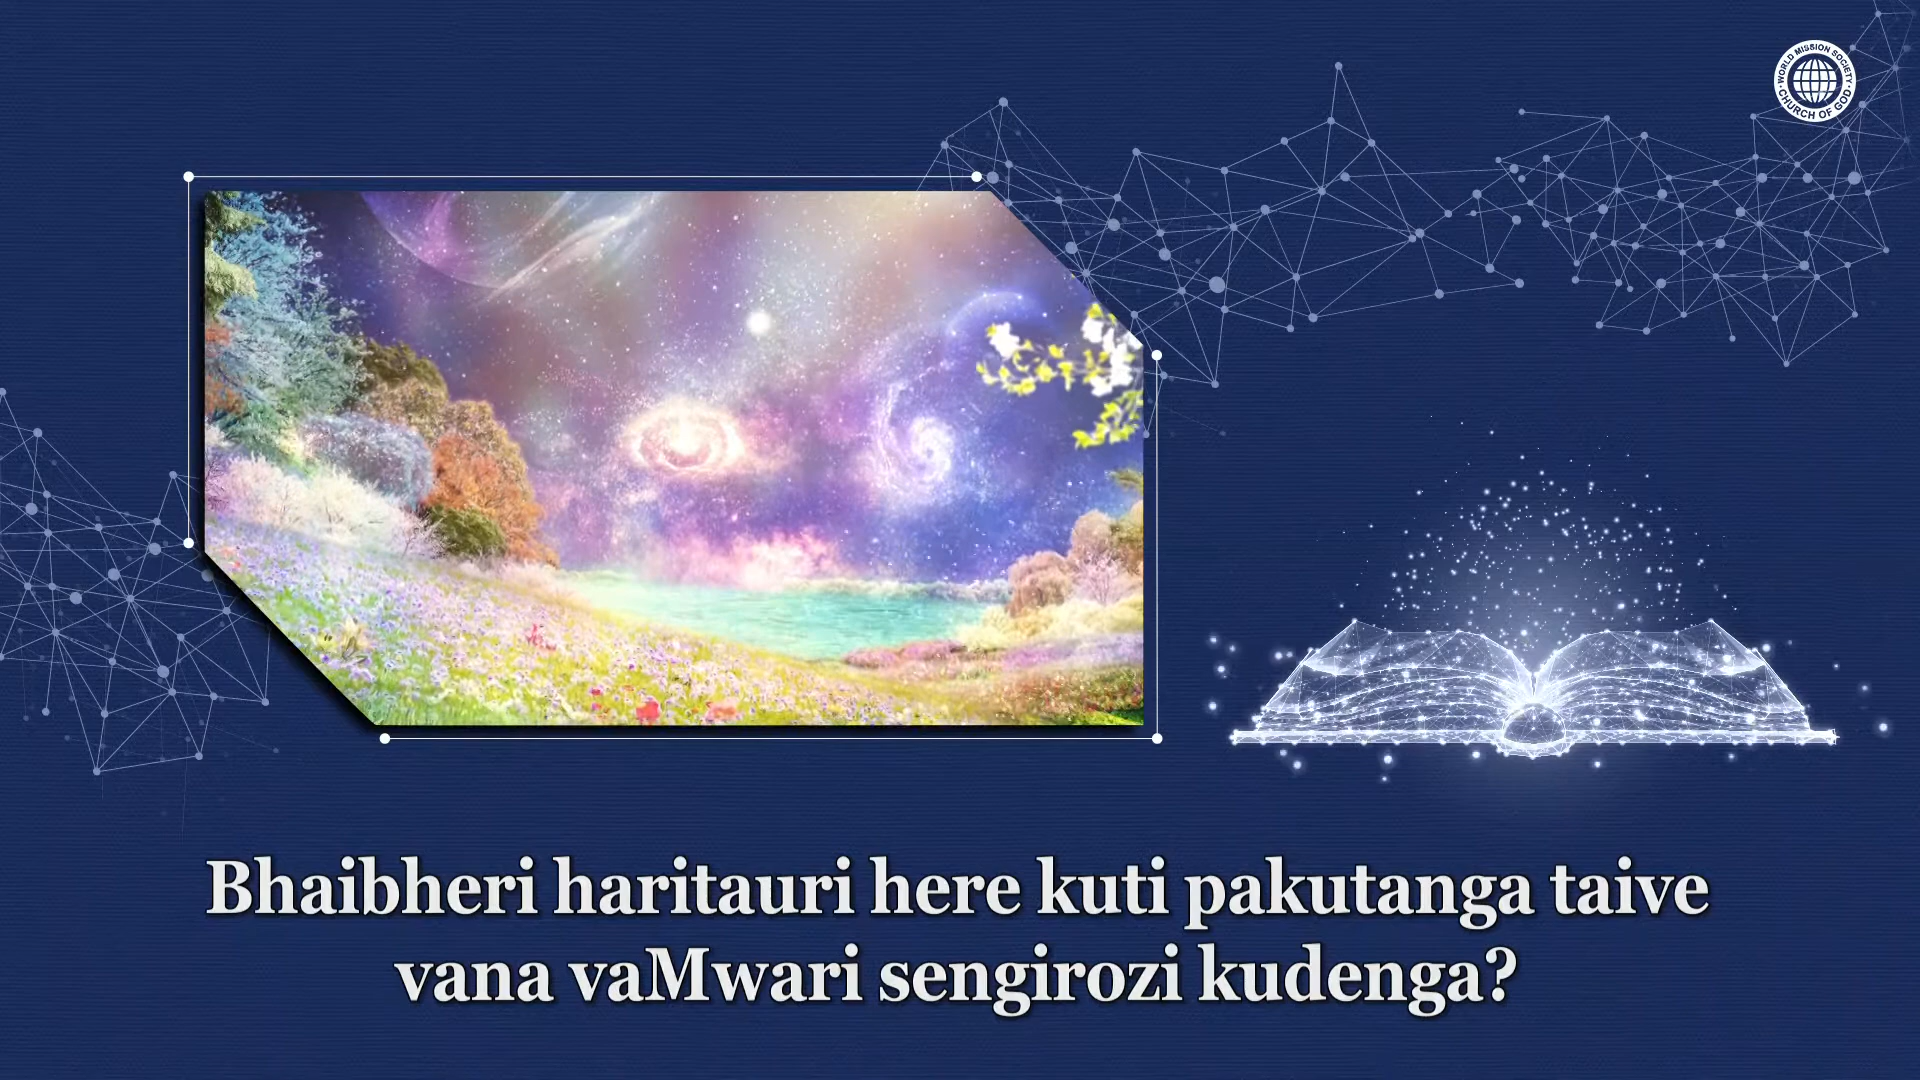 WORLD MISSION SOCIETY
CHURCH OF GOD
Bhaibheri haritauri here kuti pakutanga taive
vana vaMwari sengirozi kudenga?